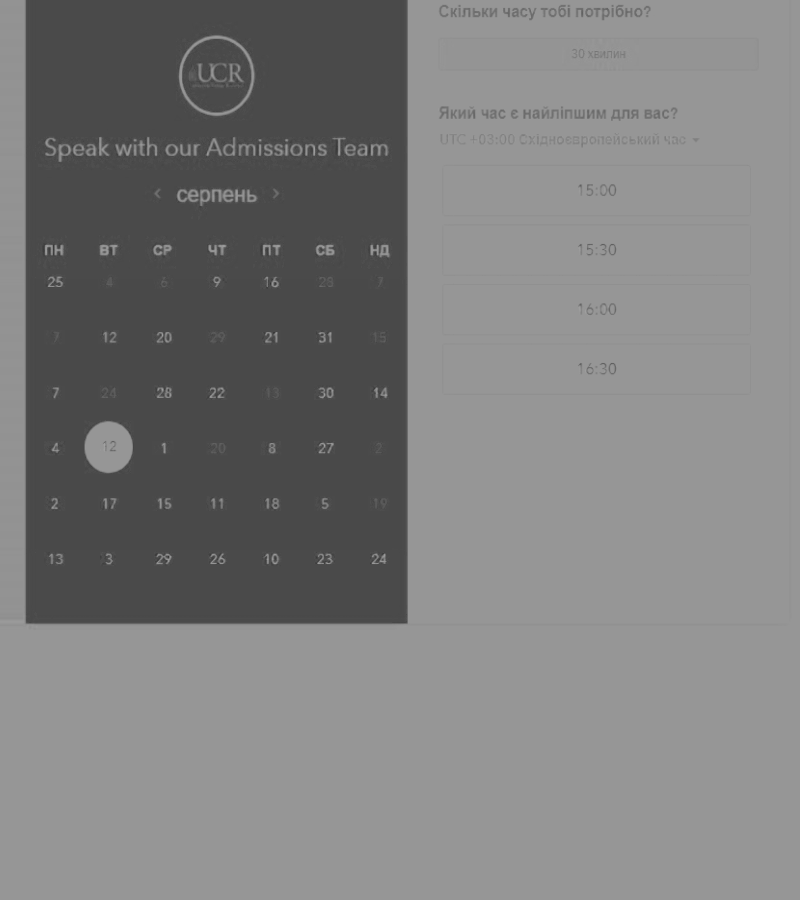 UCR
Speak with our Admissions Team
серпень
ПН ВТ СР ЧТ ПТ СБ НД
25 4 6 9 16 28 7
7 12 20 29 21 31 15
7 24 28 22 13 30 14
4 12 1 20 8 27 2
2 17 15 11 18 5 19
13 3 29 26 10 23 24
Скільки часу тобі потрібно?
30 хвилин
Який час є найліпшим для вас?
UTC +03:00 Східноєвропейський час
15:00
15:30
16:00
16:30